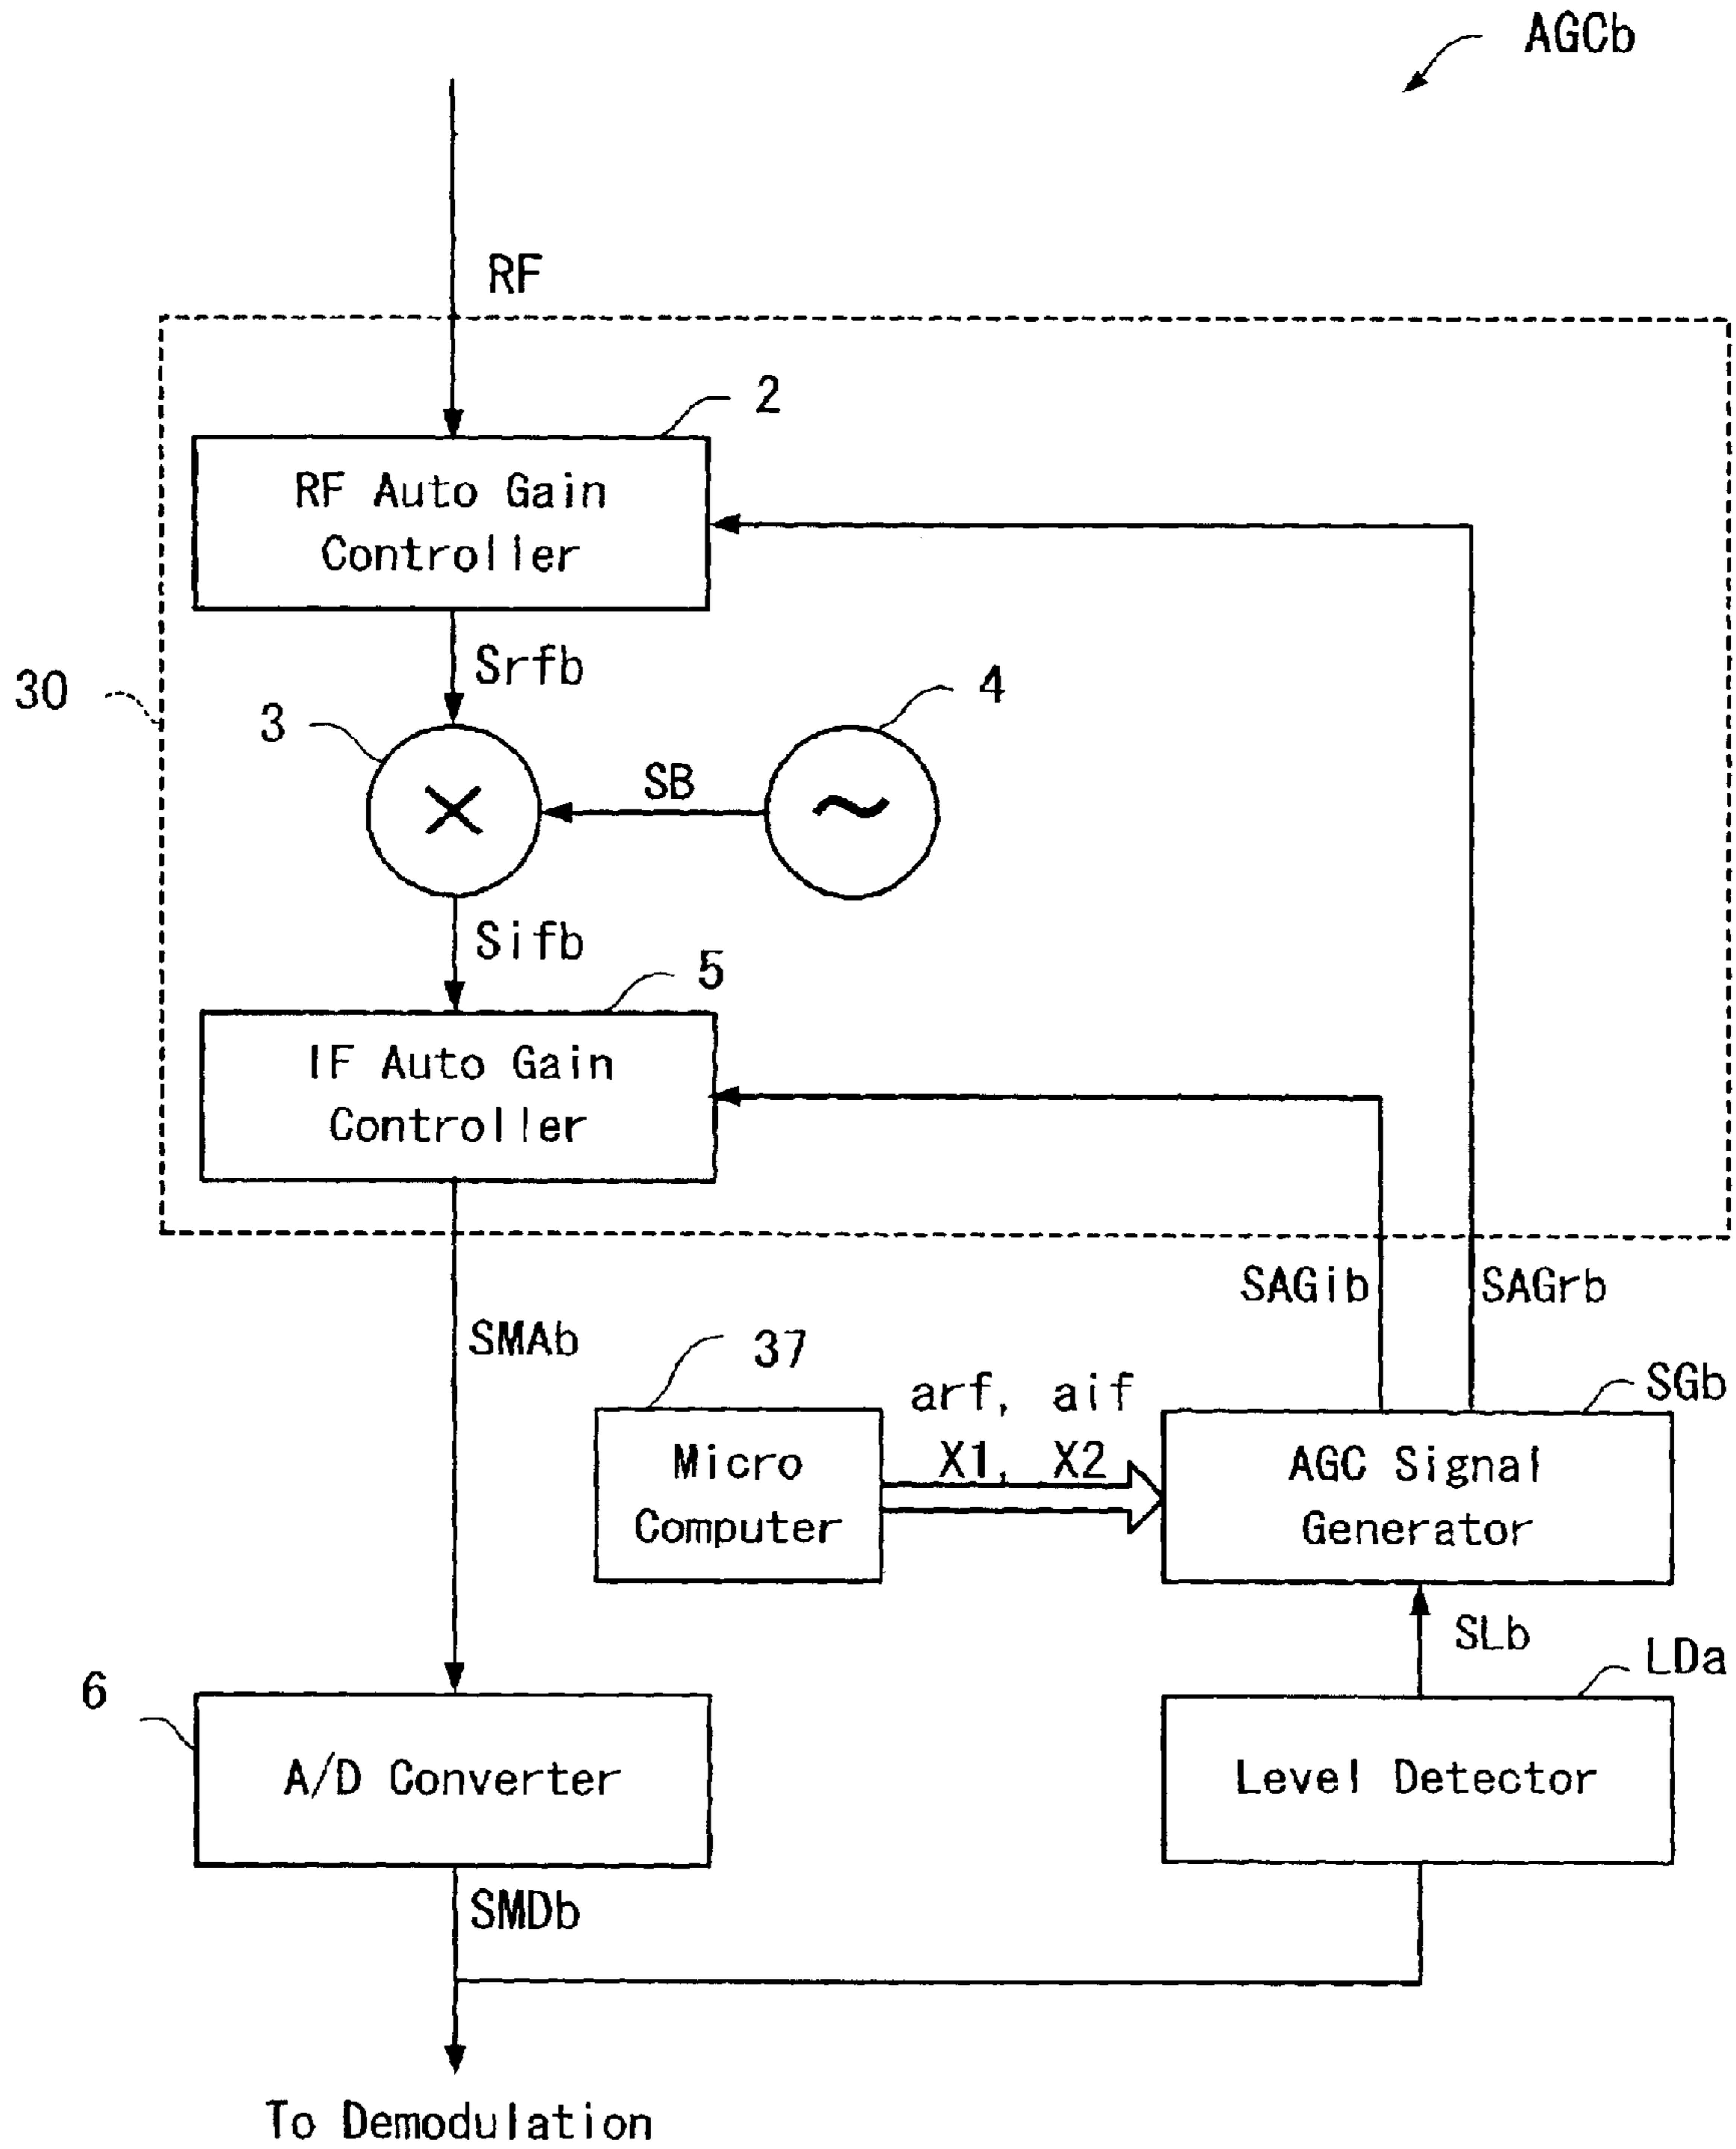 AGCb
RF
2
RF Auto Gain
Controller
Srfb
30
3
4
SB
Sifb
5
IF Auto Gain
Controller
SAGib
SAGrb
SMAb
37
arf, aif
X1, X2
SGb
Micro
Computer
AGC Signal
Generator
SLb
LDa
6
A/D Converter
Level Detector
SMDb
To Demodulation